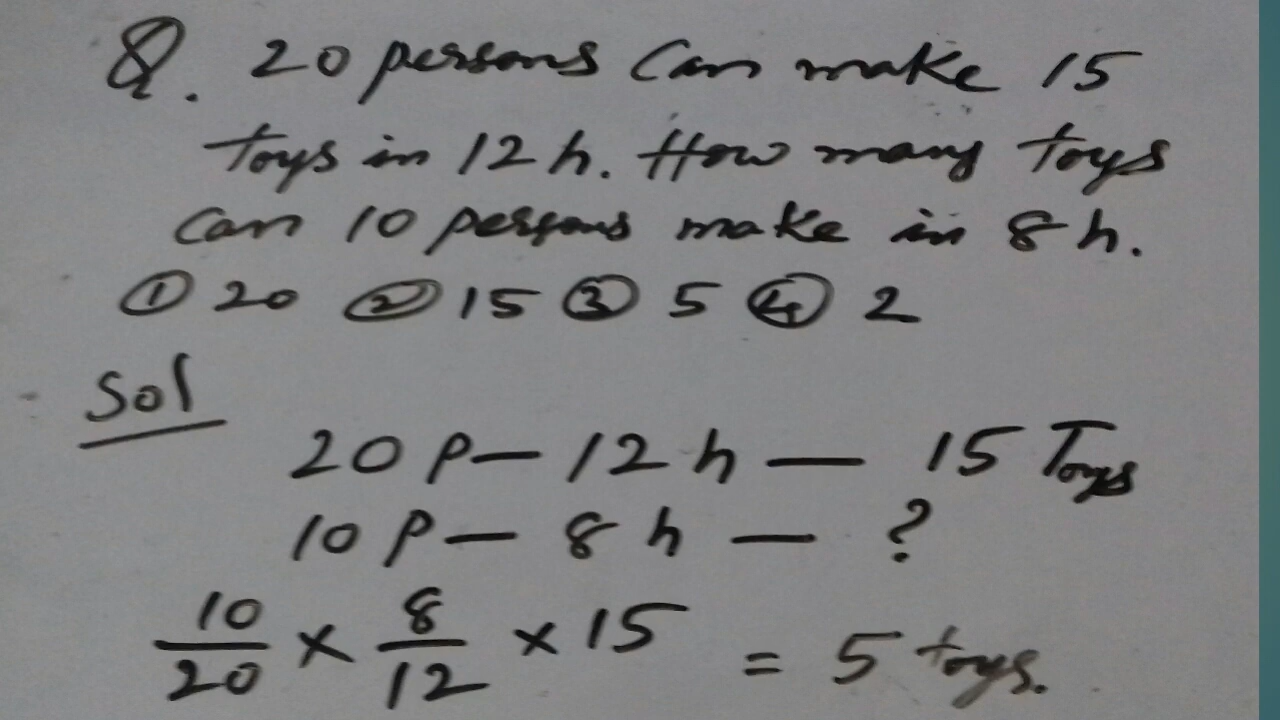 Q. 20 persons Can make 15
Toys in 12 h. How many Toys
can 10 persons make in 8 h.
① 20 ② 15 ③ 5 ④ 2
Sol
20 P — 12 h — 15 Toys
10 P — 8 h — ?
10/20 × 8/12 × 15 = 5 toys.